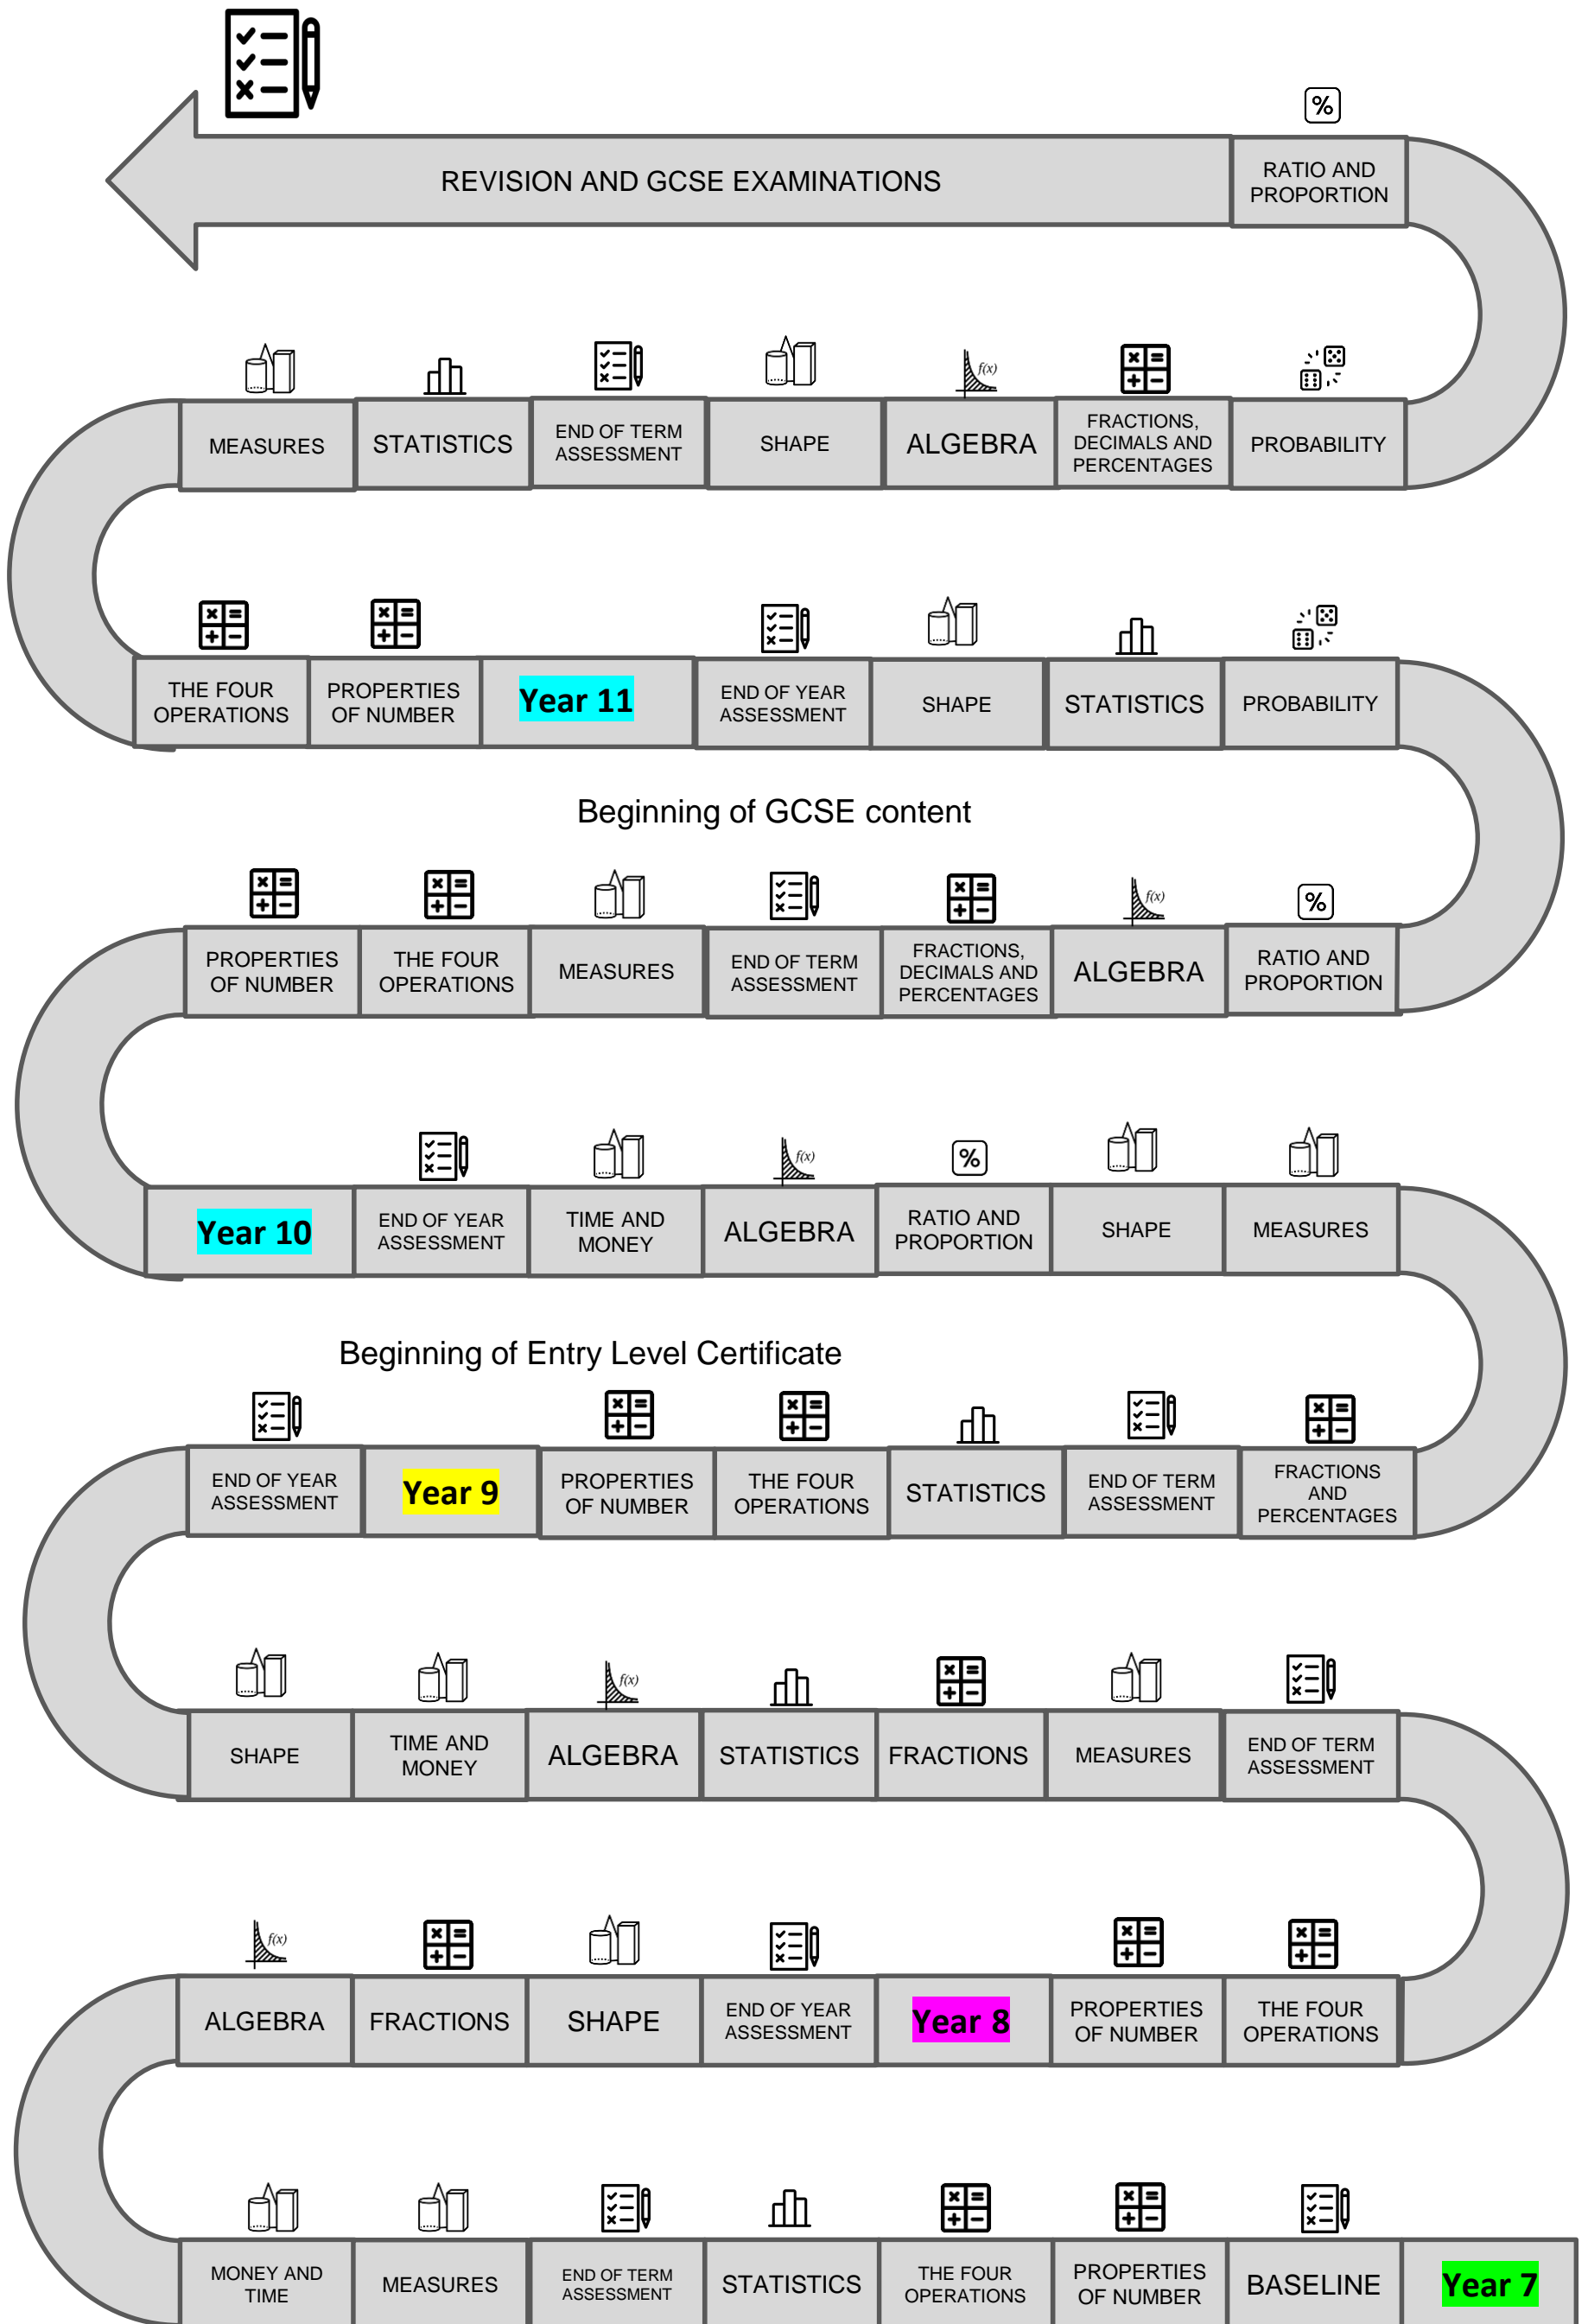 REVISION AND GCSE EXAMINATIONS
%
RATIO AND
PROPORTION
MEASURES
STATISTICS
END OF TERM
ASSESSMENT
SHAPE
f(x)
ALGEBRA
FRACTIONS,
DECIMALS AND
PERCENTAGES
PROBABILITY
THE FOUR
OPERATIONS
PROPERTIES
OF NUMBER
Year 11
END OF YEAR
ASSESSMENT
SHAPE
STATISTICS
PROBABILITY
Beginning of GCSE content
PROPERTIES
OF NUMBER
THE FOUR
OPERATIONS
MEASURES
END OF TERM
ASSESSMENT
FRACTIONS,
DECIMALS AND
PERCENTAGES
f(x)
ALGEBRA
%
RATIO AND
PROPORTION
Year 10
END OF YEAR
ASSESSMENT
TIME AND
MONEY
f(x)
ALGEBRA
%
RATIO AND
PROPORTION
SHAPE
MEASURES
Beginning of Entry Level Certificate
END OF YEAR
ASSESSMENT
Year 9
PROPERTIES
OF NUMBER
THE FOUR
OPERATIONS
STATISTICS
END OF TERM
ASSESSMENT
FRACTIONS
AND
PERCENTAGES
SHAPE
TIME AND
MONEY
f(x)
ALGEBRA
STATISTICS
FRACTIONS
MEASURES
END OF TERM
ASSESSMENT
f(x)
ALGEBRA
FRACTIONS
SHAPE
END OF YEAR
ASSESSMENT
Year 8
PROPERTIES
OF NUMBER
THE FOUR
OPERATIONS
MONEY AND
TIME
MEASURES
END OF TERM
ASSESSMENT
STATISTICS
THE FOUR
OPERATIONS
PROPERTIES
OF NUMBER
BASELINE
Year 7